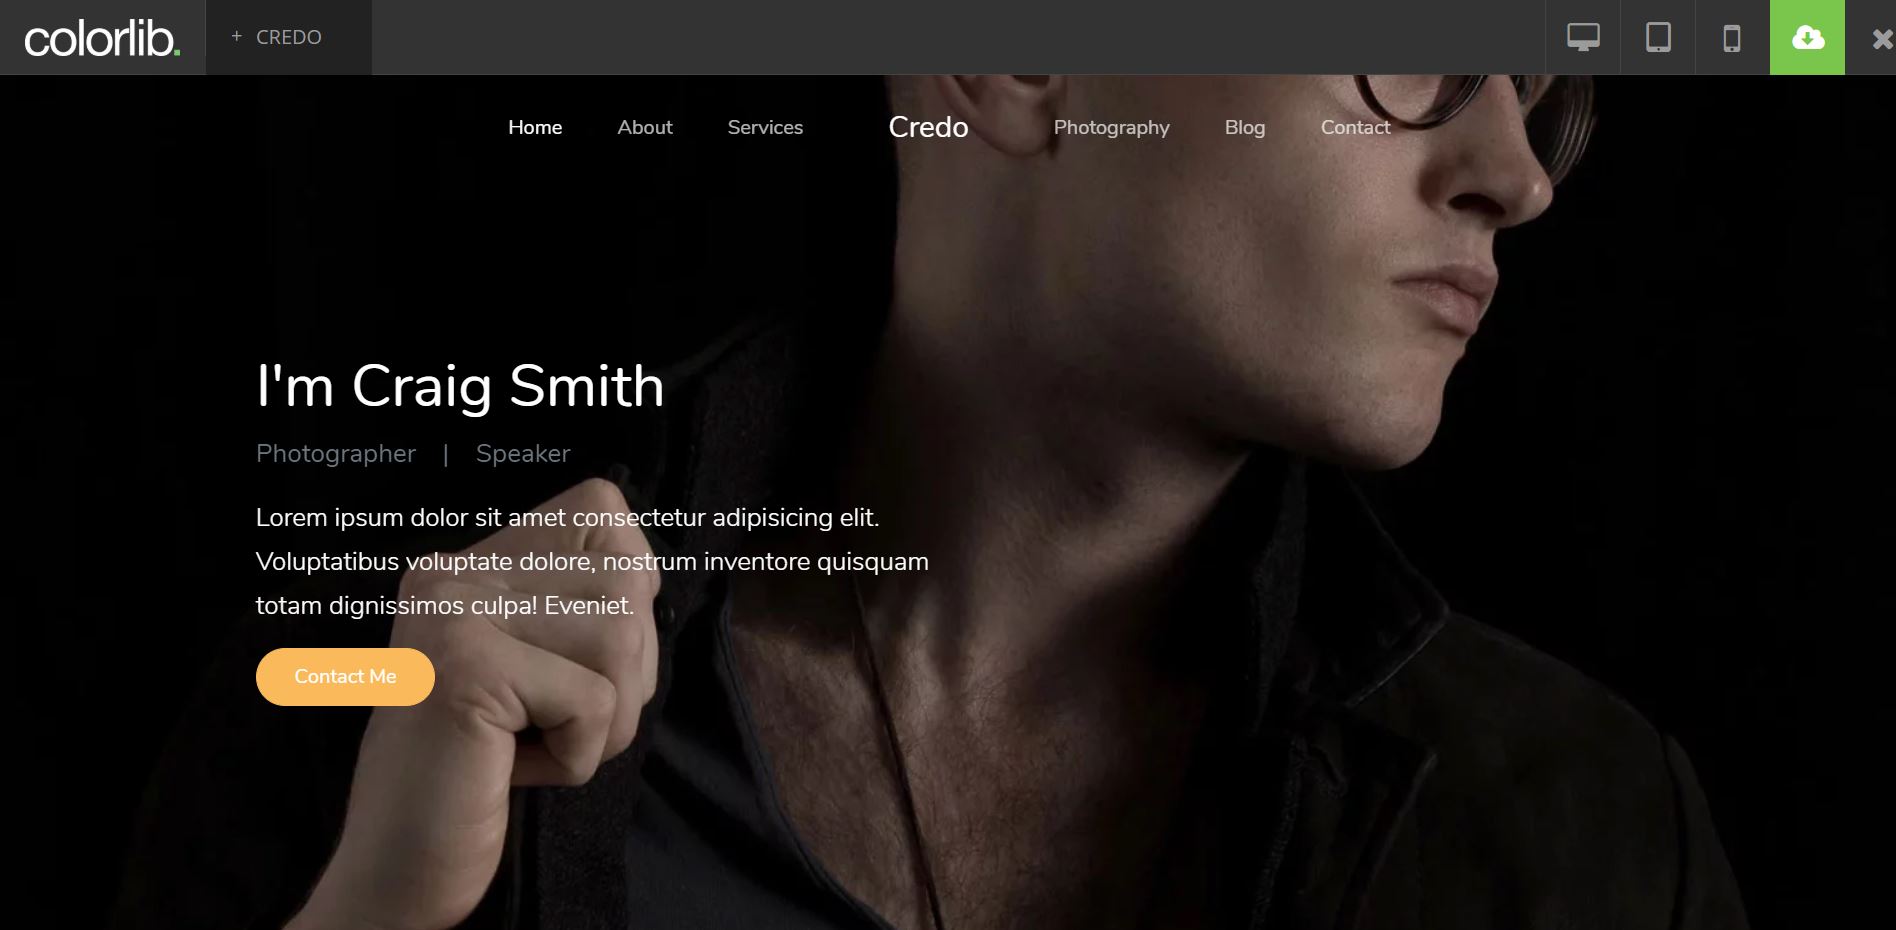 colorlib.
+ CREDO
Home About Services Credo Photography Blog Contact
I'm Craig Smith
Photographer | Speaker
Lorem ipsum dolor sit amet consectetur adipisicing elit.
Voluptatibus voluptate dolore, nostrum inventore quisquam
totam dignissimos culpa! Eveniet.
Contact Me